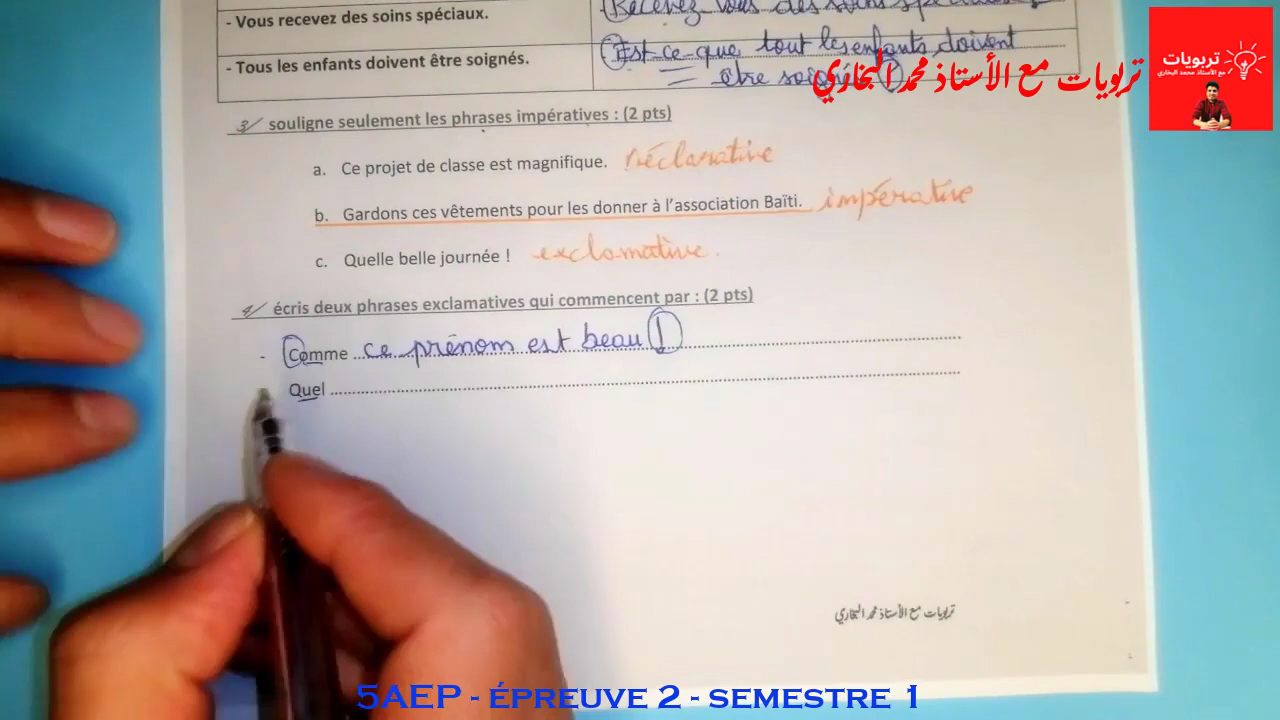 - Vous recevez des soins spéciaux.
Recevez-vous des soins
- Tous les enfants doivent être soignés.
Est-ce-que tout les enfants doivent
être
تربويات مع الأستاذ محمد البخاري
تربويات
مع الأستاذ محمد البخاري
3/ souligne seulement les phrases impératives : (2 pts)
a. Ce projet de classe est magnifique. déclarative
b. Gardons ces vêtements pour les donner à l'association Baïti. impérative
c. Quelle belle journée ! exclamative.
4/ écris deux phrases exclamatives qui commencent par : (2 pts)
- Comme ce prénom est beau !
Quel
تربويات مع الأستاذ محمد البخاري
5AEP - épreuve 2 - semestre 1